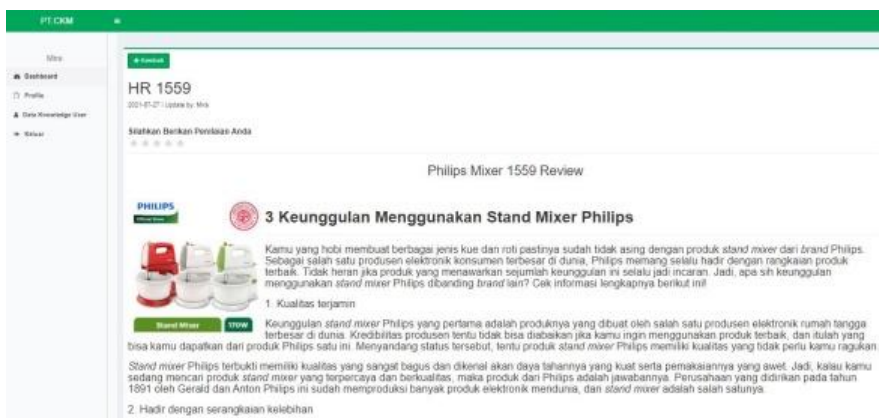 PT.CKM
Mira
Dashboard
Profile
Data Knowledge User
Keluar
Kembali
HR 1559
2021-07-27 | Update by: Mira
Silahkan Berikan Penilaian Anda
Philips Mixer 1559 Review
PHILIPS
3 Keunggulan Menggunakan Stand Mixer Philips
Kamu yang hobi membuat berbagai jenis kue dan roti pastinya sudah tidak asing dengan produk stand mixer dari brand Philips.
Sebagai salah satu produsen elektronik konsumen terbesar di dunia, Philips memang selalu hadir dengan rangkaian produk
terbaik. Tidak heran jika produk yang menawarkan sejumlah keunggulan ini selalu jadi incaran. Jadi, apa sih keunggulan
menggunakan stand mixer Philips dibanding brand lain? Cek informasi lengkapnya berikut ini!
1. Kualitas terjamin
Stand Mixer
170W
Keunggulan stand mixer Philips yang pertama adalah produknya yang dibuat oleh salah satu produsen elektronik rumah tangga
terbesar di dunia. Kredibilitas produsen tentu tidak bisa diabaikan jika kamu ingin menggunakan produk terbaik, dan itulah yang
bisa kamu dapatkan dari produk Philips satu ini. Menyandang status tersebut, tentu produk stand mixer Philips memiliki kualitas yang tidak perlu kamu ragukan.
Stand mixer Philips terbukti memiliki kualitas yang sangat bagus dan dikenal akan daya tahannya yang kuat serta pemakaiannya yang awet. Jadi, kalau kamu
sedang mencari produk stand mixer yang terpercaya dan berkualitas, maka produk dari Philips adalah jawabannya. Perusahaan yang didirikan pada tahun
1891 oleh Gerald dan Anton Philips ini sudah memproduksi banyak produk elektronik mendunia, dan stand mixer adalah salah satunya.
2. Hadir dengan serangkaian kelebihan